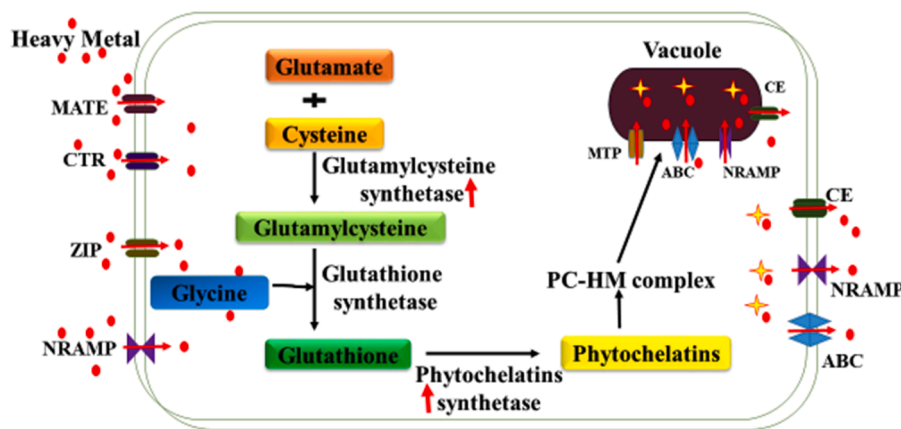 Heavy Metal
MATE
CTR
ZIP
NRAMP
Glutamate
+
Cysteine
Glutamylcysteine
synthetase
Glutamylcysteine
Glycine
Glutathione
synthetase
Glutathione
Phytochelatins
synthetase
Phytochelatins
PC-HM complex
Vacuole
CE
MTP
ABC
NRAMP
CE
NRAMP
ABC